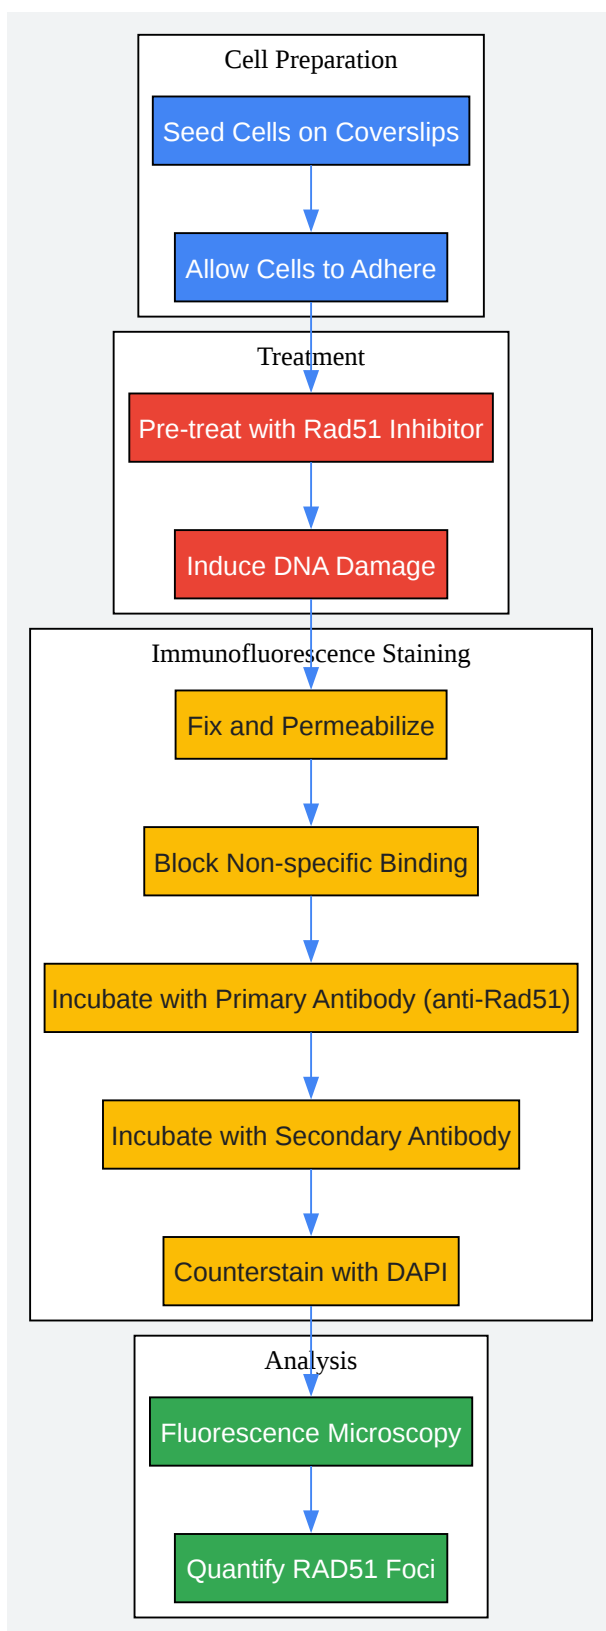 Cell Preparation
Seed Cells on Coverslips
Allow Cells to Adhere
Treatment
Pre-treat with Rad51 Inhibitor
Induce DNA Damage
Immunofluorescence Staining
Fix and Permeabilize
Block Non-specific Binding
Incubate with Primary Antibody (anti-Rad51)
Incubate with Secondary Antibody
Counterstain with DAPI
Analysis
Fluorescence Microscopy
Quantify RAD51 Foci